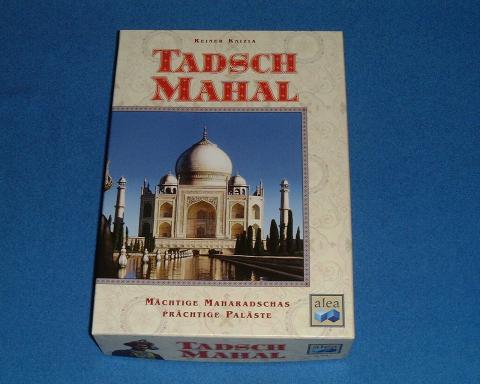 REINER KNIZIA
TADSCH
MAHAL
MÄCHTIGE MAHARADSCHAS
PRÄCHTIGE PALÄSTE
alea
TADSCH
MAHAL